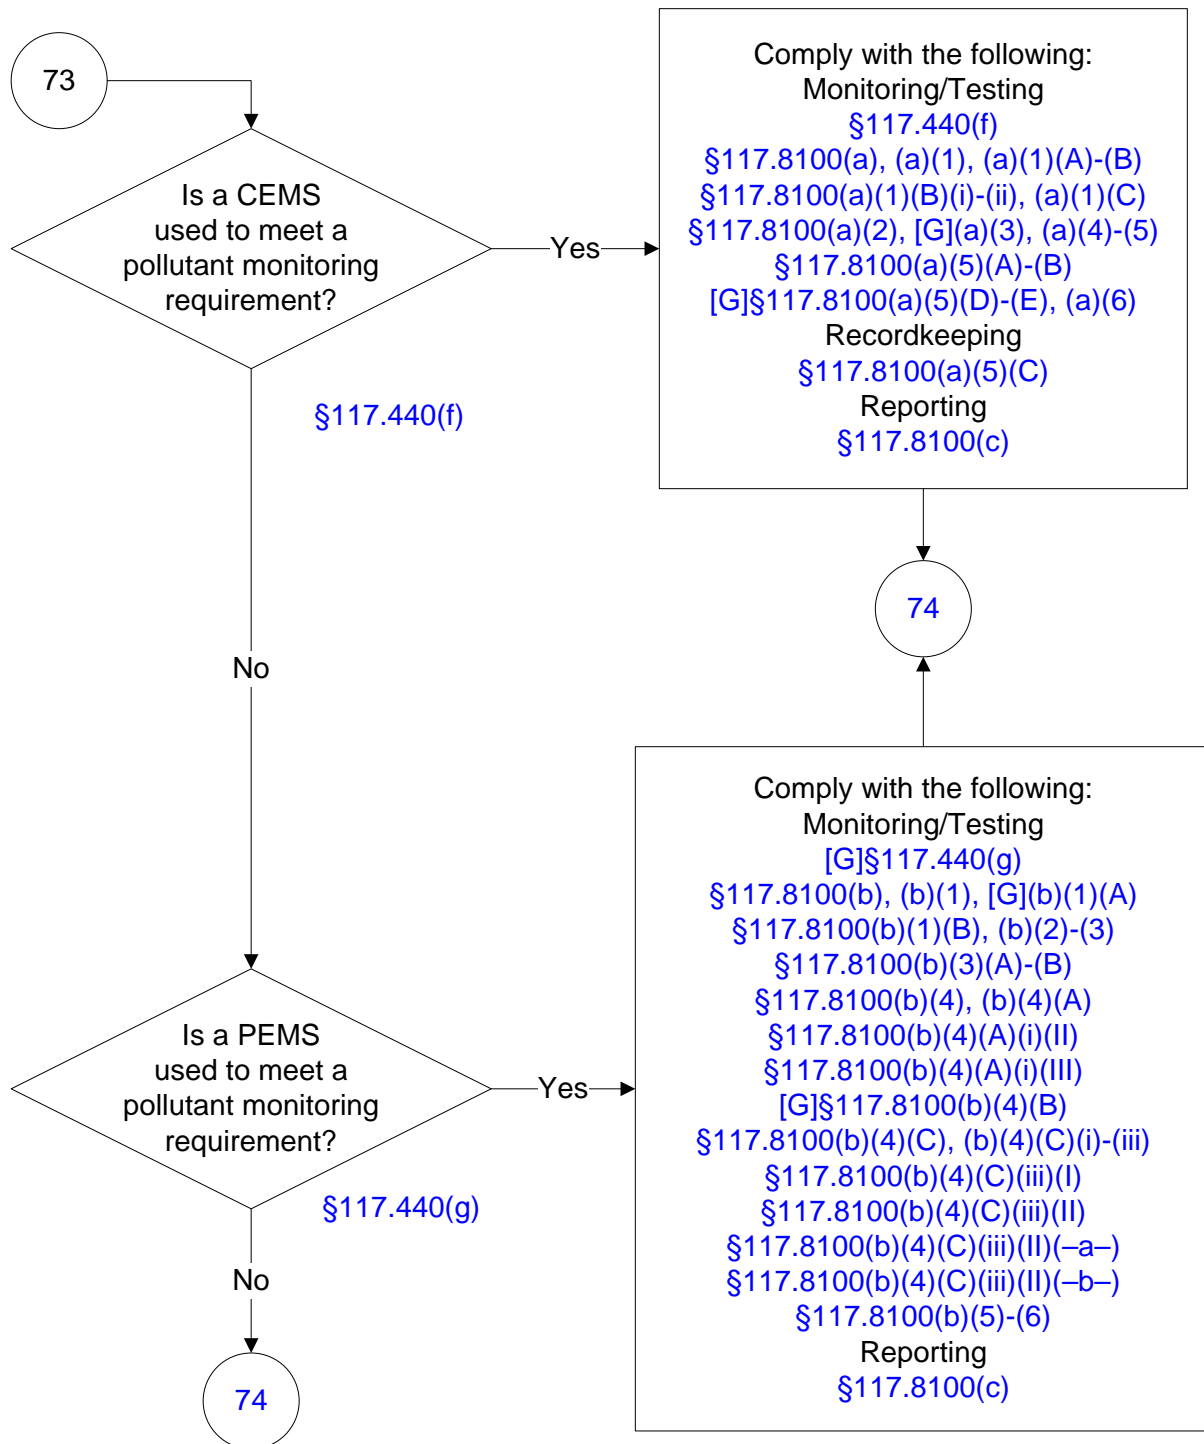 73
Is a CEMS
used to meet a
pollutant monitoring
requirement?
Yes
§117.440(f)
Comply with the following:
Monitoring/Testing
§117.440(f)
§117.8100(a), (a)(1), (a)(1)(A)-(B)
§117.8100(a)(1)(B)(i)-(ii), (a)(1)(C)
§117.8100(a)(2), [G](a)(3), (a)(4)-(5)
§117.8100(a)(5)(A)-(B)
[G]§117.8100(a)(5)(D)-(E), (a)(6)
Recordkeeping
§117.8100(a)(5)(C)
Reporting
§117.8100(c)
74
No
Is a PEMS
used to meet a
pollutant monitoring
requirement?
Yes
§117.440(g)
Comply with the following:
Monitoring/Testing
[G]§117.440(g)
§117.8100(b), (b)(1), [G](b)(1)(A)
§117.8100(b)(1)(B), (b)(2)-(3)
§117.8100(b)(3)(A)-(B)
§117.8100(b)(4), (b)(4)(A)
§117.8100(b)(4)(A)(i)(II)
§117.8100(b)(4)(A)(i)(III)
[G]§117.8100(b)(4)(B)
§117.8100(b)(4)(C), (b)(4)(C)(i)-(iii)
§117.8100(b)(4)(C)(iii)(I)
§117.8100(b)(4)(C)(iii)(II)
§117.8100(b)(4)(C)(iii)(II)(–a–)
§117.8100(b)(4)(C)(iii)(II)(–b–)
§117.8100(b)(5)-(6)
Reporting
§117.8100(c)
No
74